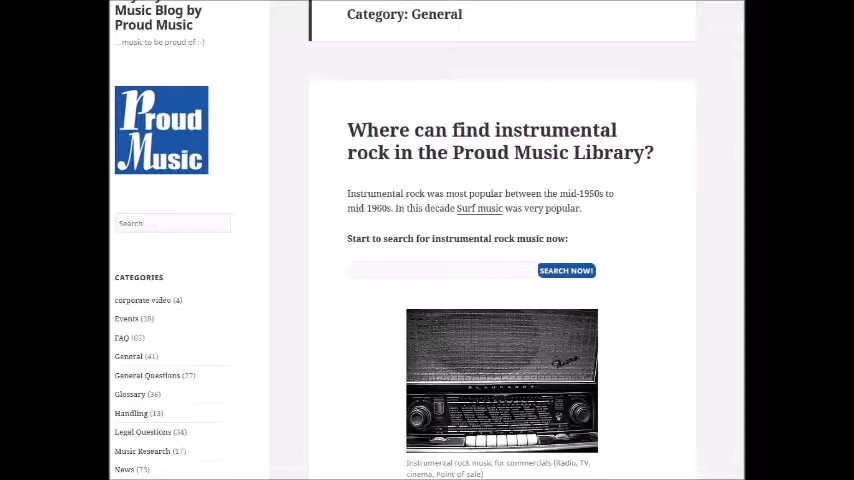 Music Blog by
Proud Music
...music to be proud of :-)
Proud
Music
Search ...
CATEGORIES
corporate video (4)
Events (28)
FAQ (65)
General (41)
General Questions (27)
Glossary (36)
Handling (13)
Legal Questions (34)
Music Research (17)
News (73)
Category: General
Where can find instrumental
rock in the Proud Music Library?
Instrumental rock was most popular between the mid-1950s to
mid-1960s. In this decade Surf music was very popular.
Start to search for instrumental rock music now:
SEARCH NOW!
BLAUPUNKT
Instrumental rock music for commercials (Radio, TV,
cinema, Point-of-sale)